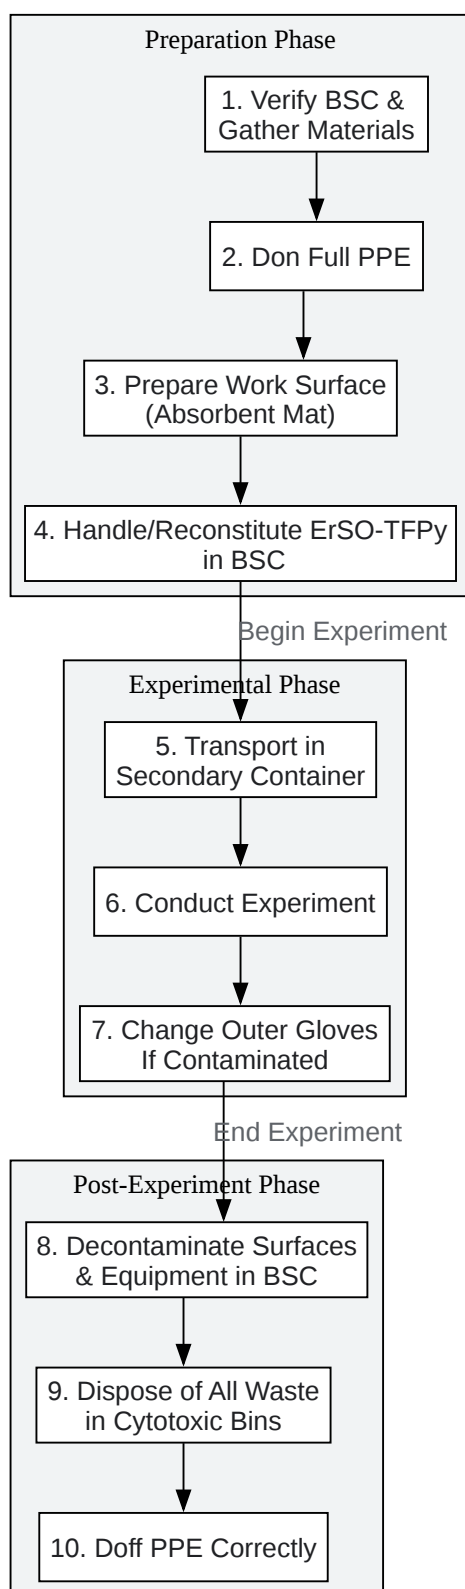 Preparation Phase
1. Verify BSC &
Gather Materials
2. Don Full PPE
3. Prepare Work Surface
(Absorbent Mat)
4. Handle/Reconstitute ErSO-TFPy
in BSC
Begin Experiment
Experimental Phase
5. Transport in
Secondary Container
6. Conduct Experiment
7. Change Outer Gloves
If Contaminated
End Experiment
Post-Experiment Phase
8. Decontaminate Surfaces
& Equipment in BSC
9. Dispose of All Waste
in Cytotoxic Bins
10. Doff PPE Correctly